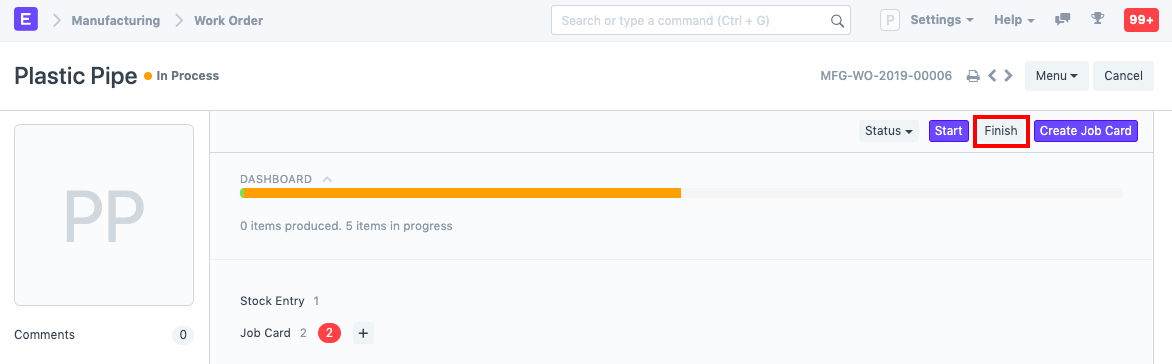 E Manufacturing Work Order Search or type a command (Ctrl + G) P Settings Help 99+
Plastic Pipe In Process MFG-WO-2019-00006 Menu Cancel
Status Start Finish Create Job Card
PP
DASHBOARD
0 items produced. 5 items in progress
Stock Entry 1
Job Card 2 2 +
Comments 0